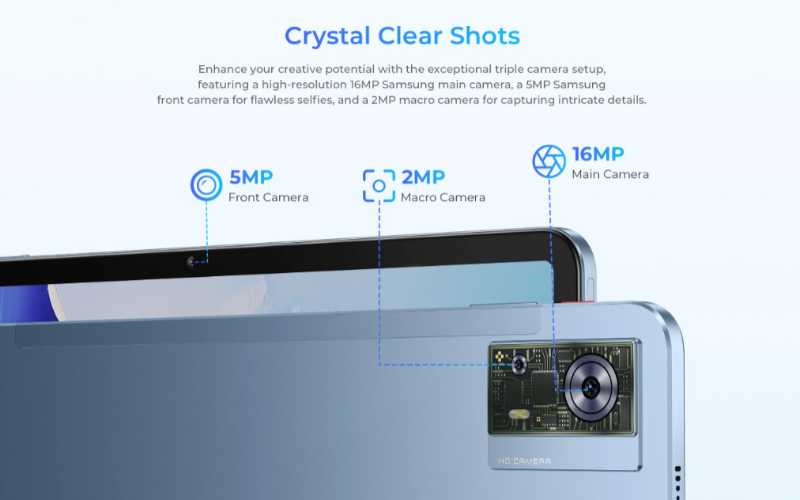 Crystal Clear Shots
Enhance your creative potential with the exceptional triple camera setup,
featuring a high-resolution 16MP Samsung main camera, a 5MP Samsung
front camera for flawless selfies, and a 2MP macro camera for capturing intricate details.
5MP
Front Camera
2MP
Macro Camera
16MP
Main Camera
HD CAMERA